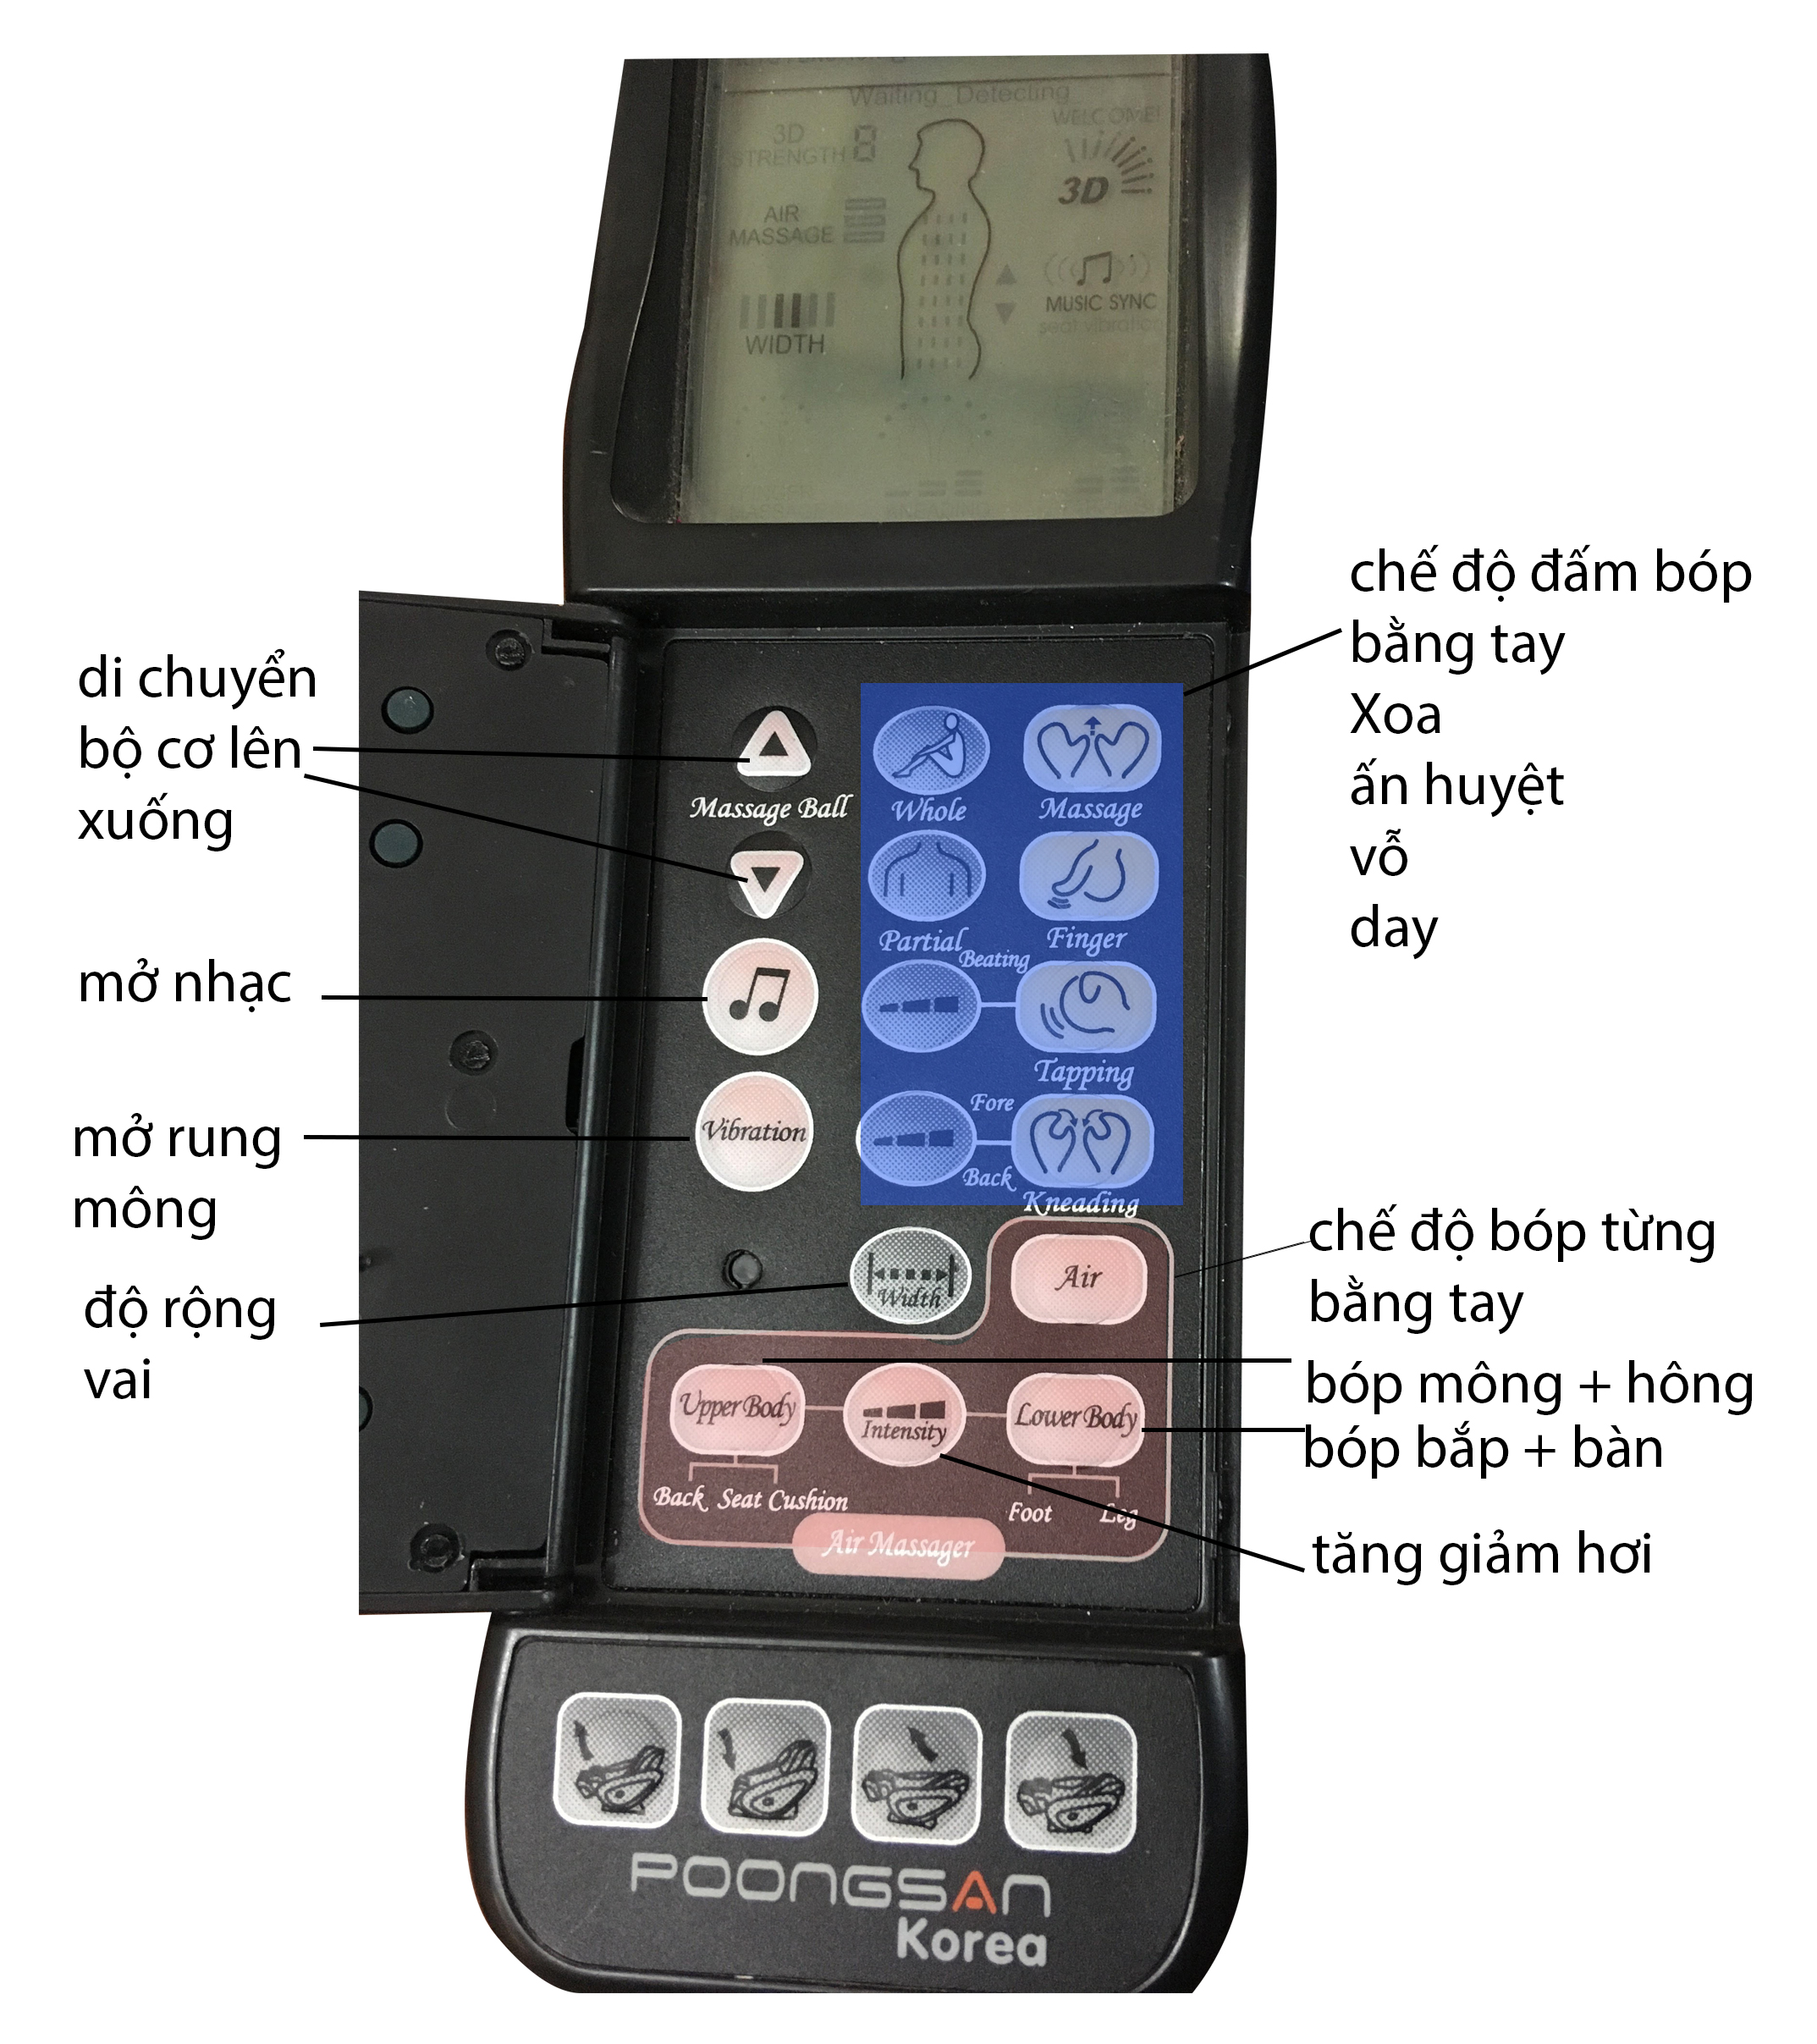 Waiting Detecting
WELCOME!
3D
STRENGTH 8
3D
AIR
MASSAGE
MUSIC SYNC
seat vibration
WIDTH
chế độ đấm bóp
bằng tay
Xoa
ấn huyệt
vỗ
day
di chuyển
bộ cơ lên
xuống
mở nhạc
mở rung
mông
độ rộng
vai
Massage Ball
Whole
Massage
Partial
Finger
Beating
Tapping
Vibration
Fore
Back
Kneading
Width
Air
chế độ bóp từng
bằng tay
bóp mông + hông
bóp bắp + bàn
tăng giảm hơi
Upper Body
Intensity
Lower Body
Back Seat Cushion
Foot
Leg
Air Massager
POONGSAN
Korea